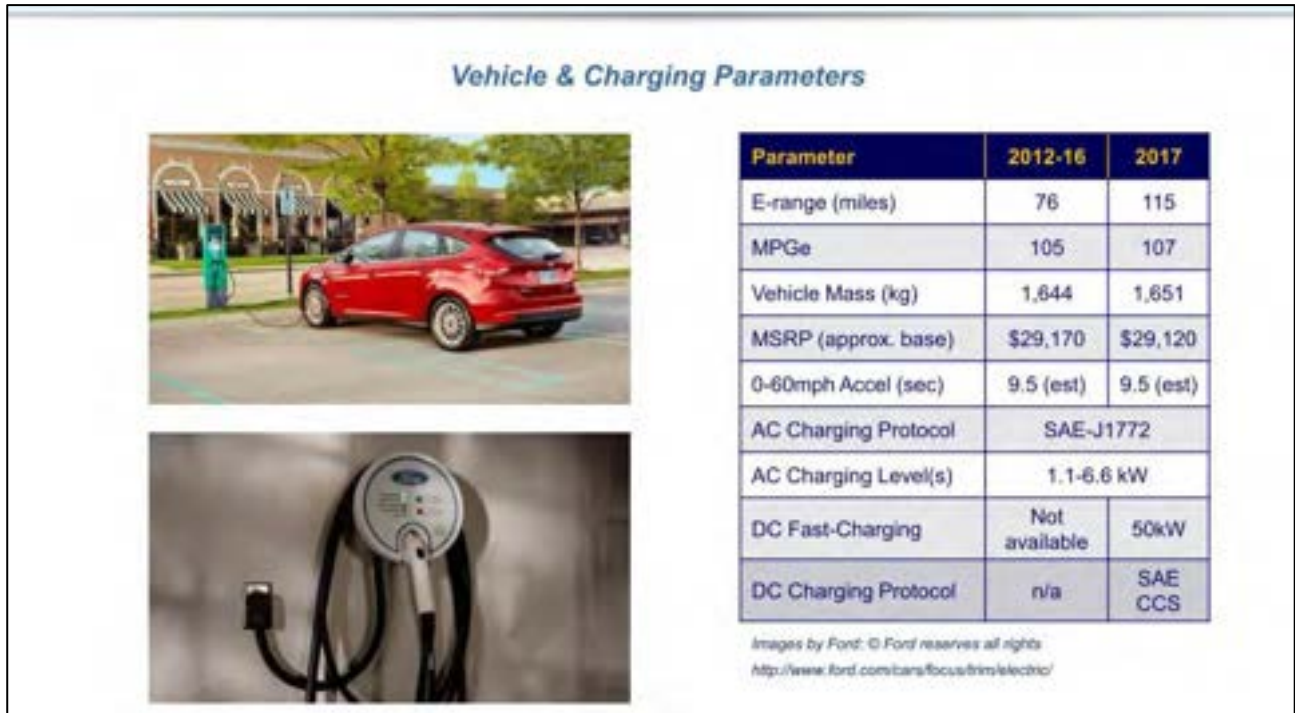 Vehicle & Charging Parameters
Parameter 2012-16 2017
E-range (miles) 76 115
MPGe 105 107
Vehicle Mass (kg) 1,644 1,651
MSRP (approx. base) $29,170 $29,120
0-60mph Accel (sec) 9.5 (est) 9.5 (est)
AC Charging Protocol SAE-J1772
AC Charging Level(s) 1.1-6.6 kW
DC Fast-Charging Not available 50kW
DC Charging Protocol n/a SAE CCS
Images by Ford: © Ford reserves all rights
http://www.ford.com/cars/focus/trim/electric/
Ford